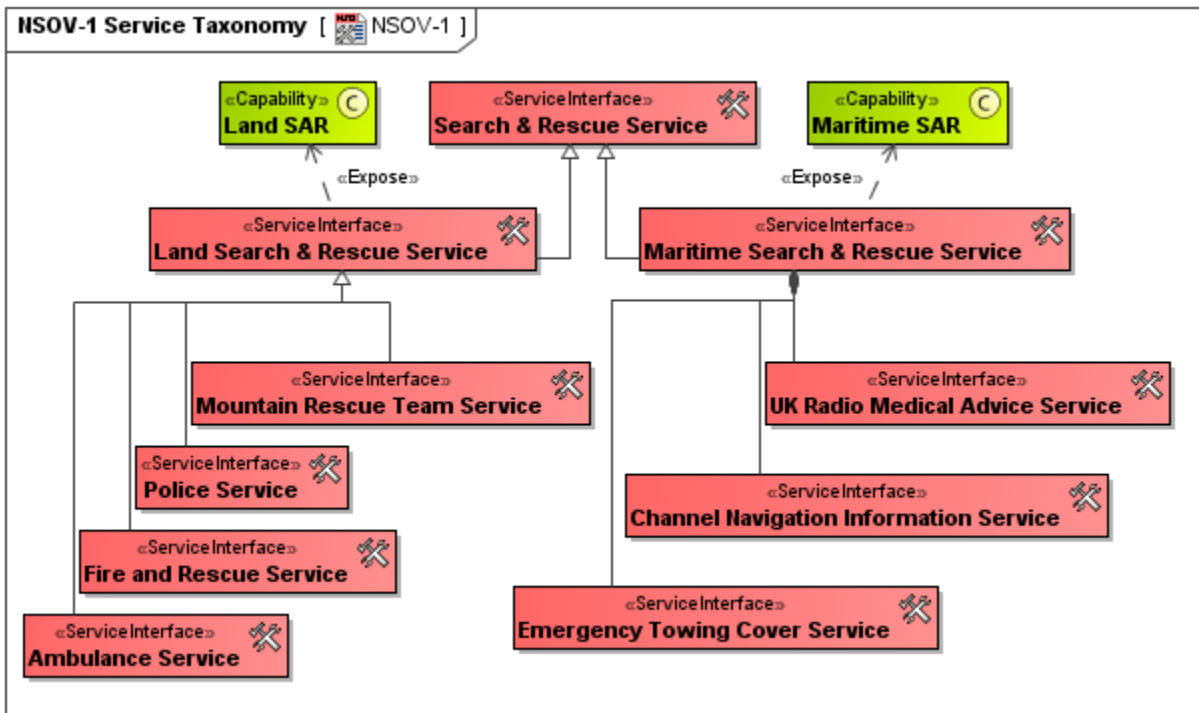 NSOV-1 Service Taxonomy [ NSOV-1 ]
«Capability» C
Land SAR
«ServiceInterface»
Search & Rescue Service
«Capability» C
Maritime SAR
«Expose»
«Expose»
«ServiceInterface»
Land Search & Rescue Service
«ServiceInterface»
Maritime Search & Rescue Service
«ServiceInterface»
Mountain Rescue Team Service
«ServiceInterface»
UK Radio Medical Advice Service
«ServiceInterface»
Police Service
«ServiceInterface»
Channel Navigation Information Service
«ServiceInterface»
Fire and Rescue Service
«ServiceInterface»
Emergency Towing Cover Service
«ServiceInterface»
Ambulance Service